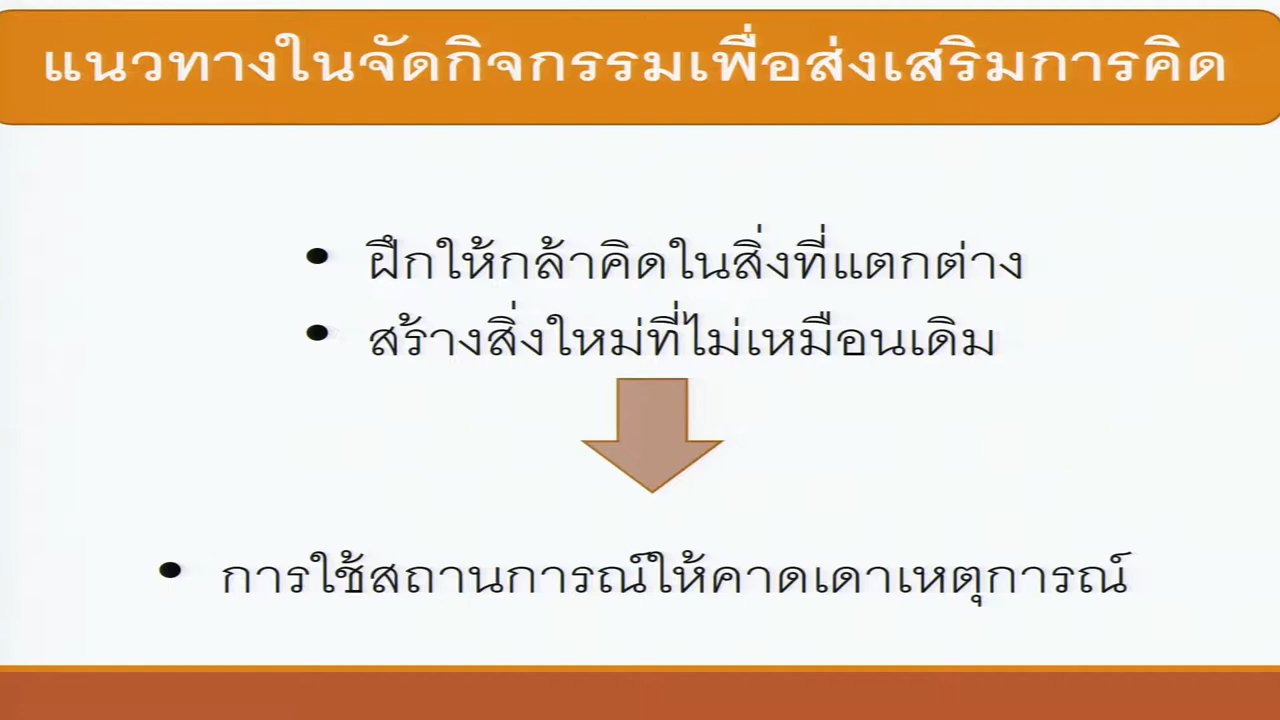 แนวทางในจัดกิจกรรมเพื่อส่งเสริมการคิด
• ฝึกให้กล้าคิดในสิ่งที่แตกต่าง
• สร้างสิ่งใหม่ที่ไม่เหมือนเดิม
• การใช้สถานการณ์ให้คาดเดาเหตุการณ์